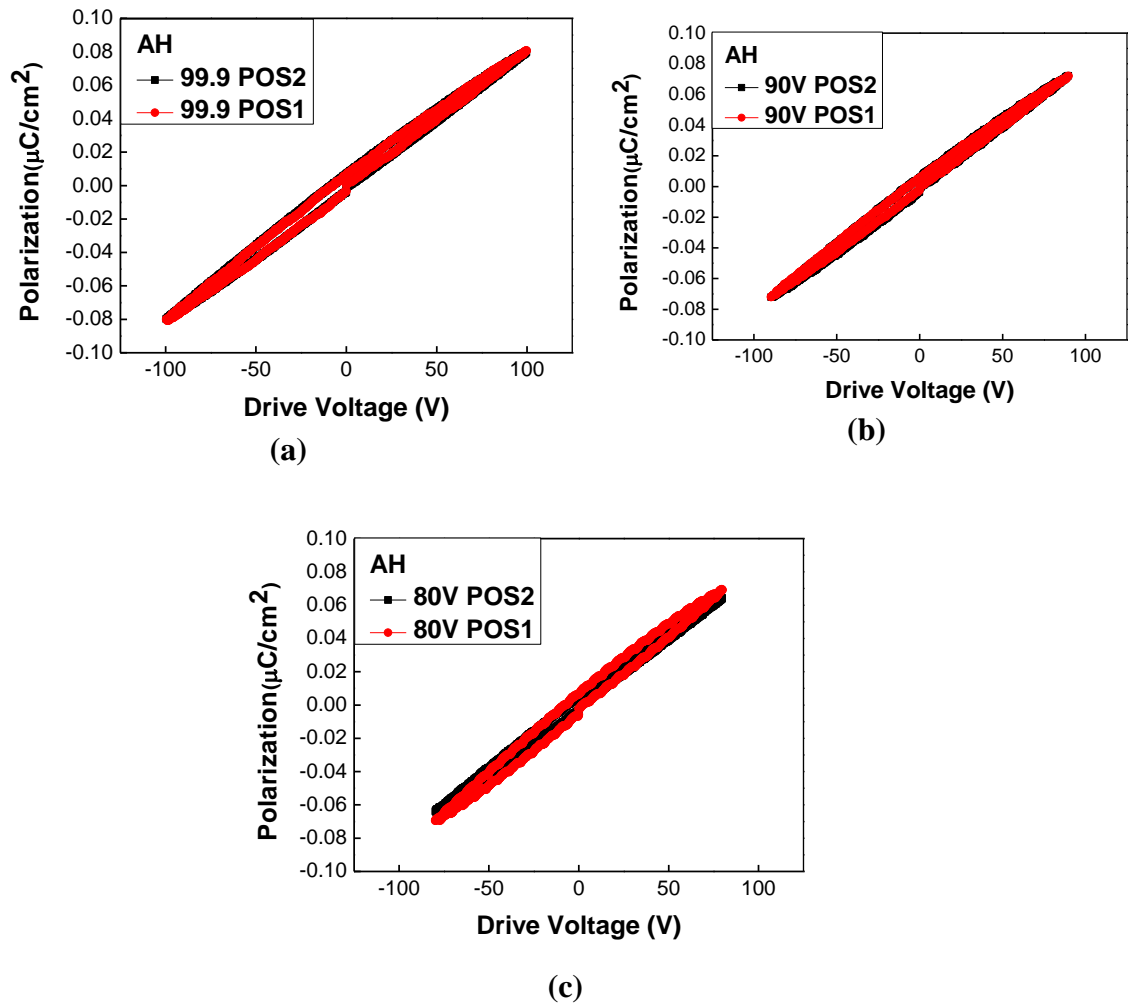 0.10
0.08
0.06
0.04
0.02
0.00
-0.02
-0.04
-0.06
-0.08
-0.10
Polarization(μC/cm2)
AH
99.9 POS2
99.9 POS1
-100 -50 0 50 100
Drive Voltage (V)
(a)
0.10
0.08
0.06
0.04
0.02
0.00
-0.02
-0.04
-0.06
-0.08
-0.10
Polarization(μC/cm2)
AH
90V POS2
90V POS1
-100 -50 0 50 100
Drive Voltage (V)
(b)
0.10
0.08
0.06
0.04
0.02
0.00
-0.02
-0.04
-0.06
-0.08
-0.10
Polarization(μC/cm2)
AH
80V POS2
80V POS1
-100 -50 0 50 100
Drive Voltage (V)
(c)